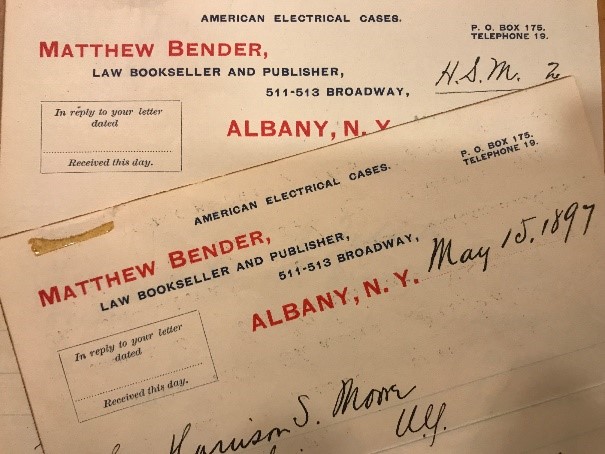 AMERICAN ELECTRICAL CASES.
P. O. BOX 175.
TELEPHONE 19.
MATTHEW BENDER,
LAW BOOKSELLER AND PUBLISHER,
511-513 BROADWAY,
H.S.M. 2
In reply to your letter
dated
Received this day.
ALBANY, N. Y.
P. O. BOX 175.
TELEPHONE 19.
AMERICAN ELECTRICAL CASES.
MATTHEW BENDER,
LAW BOOKSELLER AND PUBLISHER,
511-513 BROADWAY,
May 15, 1897
ALBANY, N. Y.
In reply to your letter
dated
Received this day.
Harrison S. Moore